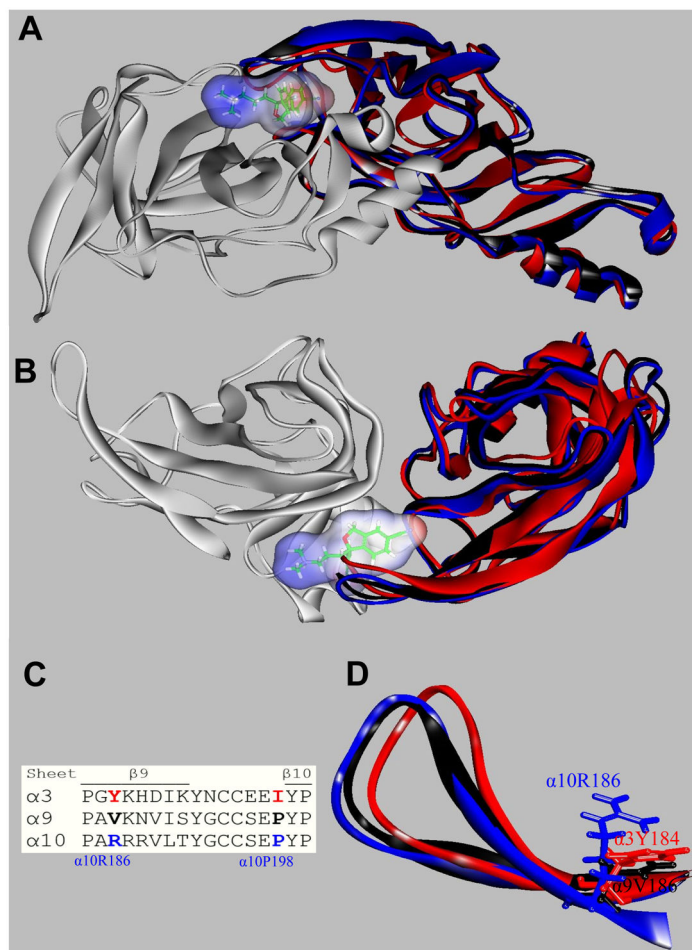 A
B
C
D
Sheet β9 β10
α3 PGYKHDIKYNCCEEIYP
α9 PAVKNVISYGCCSEPYP
α10 PARRRVLTYGCCSEPYP
α10R186 α10P198
α10R186
α3Y184
α9V186